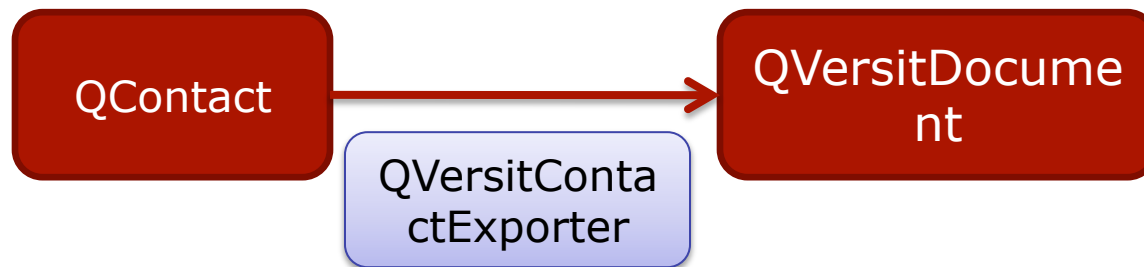 QContact
QVersitDocume
nt
QVersitConta
ctExporter